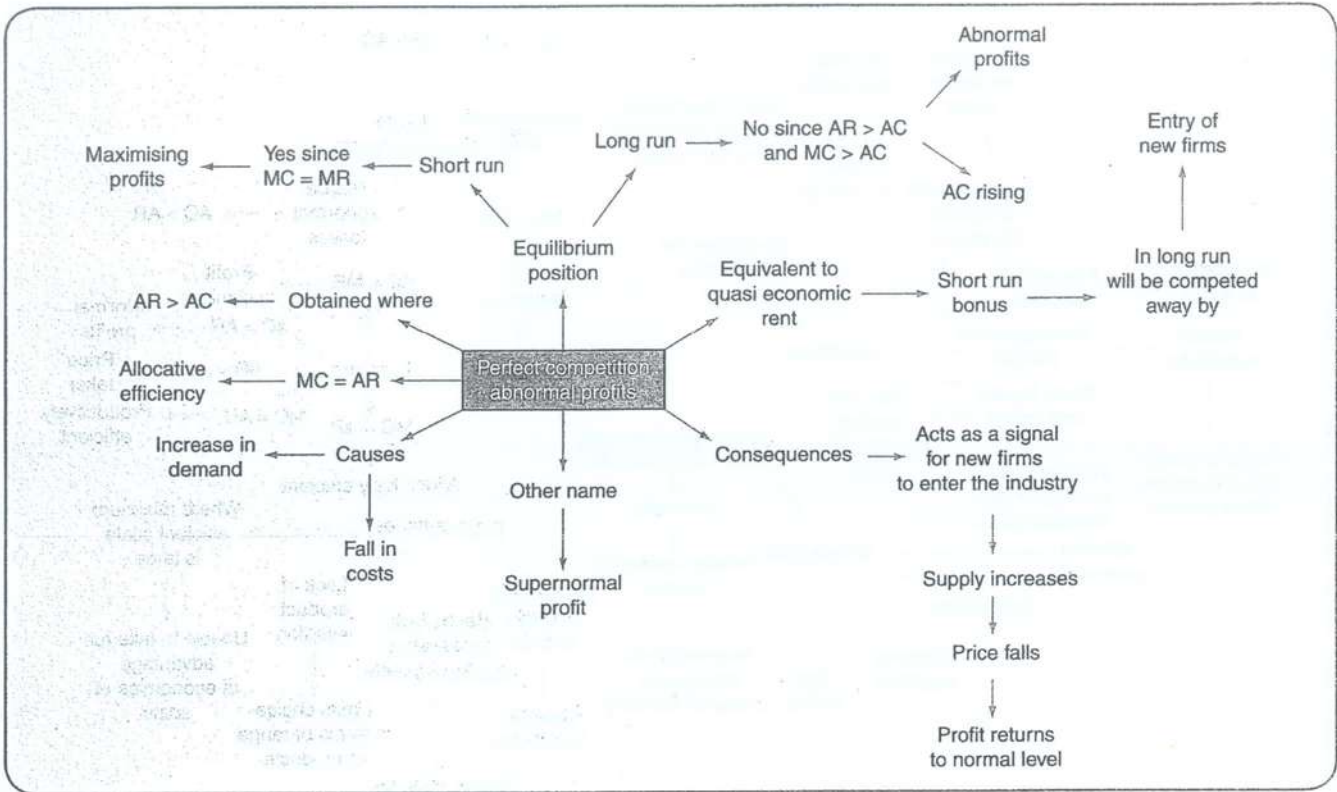 Abnormal
profits
Entry of
new firms
Long run
No since AR > AC
and MC > AC
Maximising
profits
Yes since
MC = MR
Short run
AC rising
Equilibrium
position
Equivalent to
quasi economic
rent
Short run
bonus
In long run
will be competed
away by
AR > AC
Obtained where
Allocative
efficiency
MC = AR
Perfect competition
abnormal profits
Increase in
demand
Causes
Consequences
Acts as a signal
for new firms
to enter the industry
Other name
Fall in
costs
Supernormal
profit
Supply increases
Price falls
Profit returns
to normal level